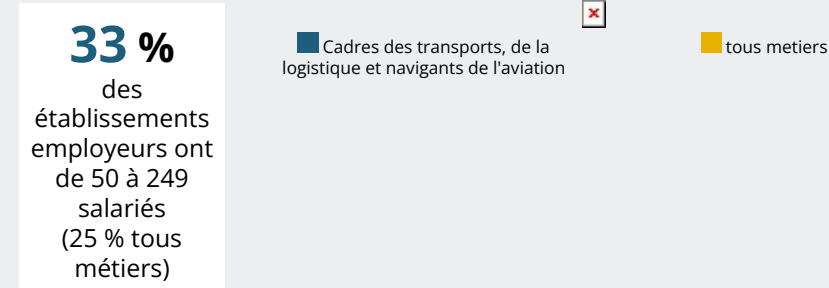 33 %
des
établissements
employeurs ont
de 50 à 249
salariés
(25 % tous
métiers)
Cadres des transports, de la
logistique et navigants de l'aviation
tous metiers